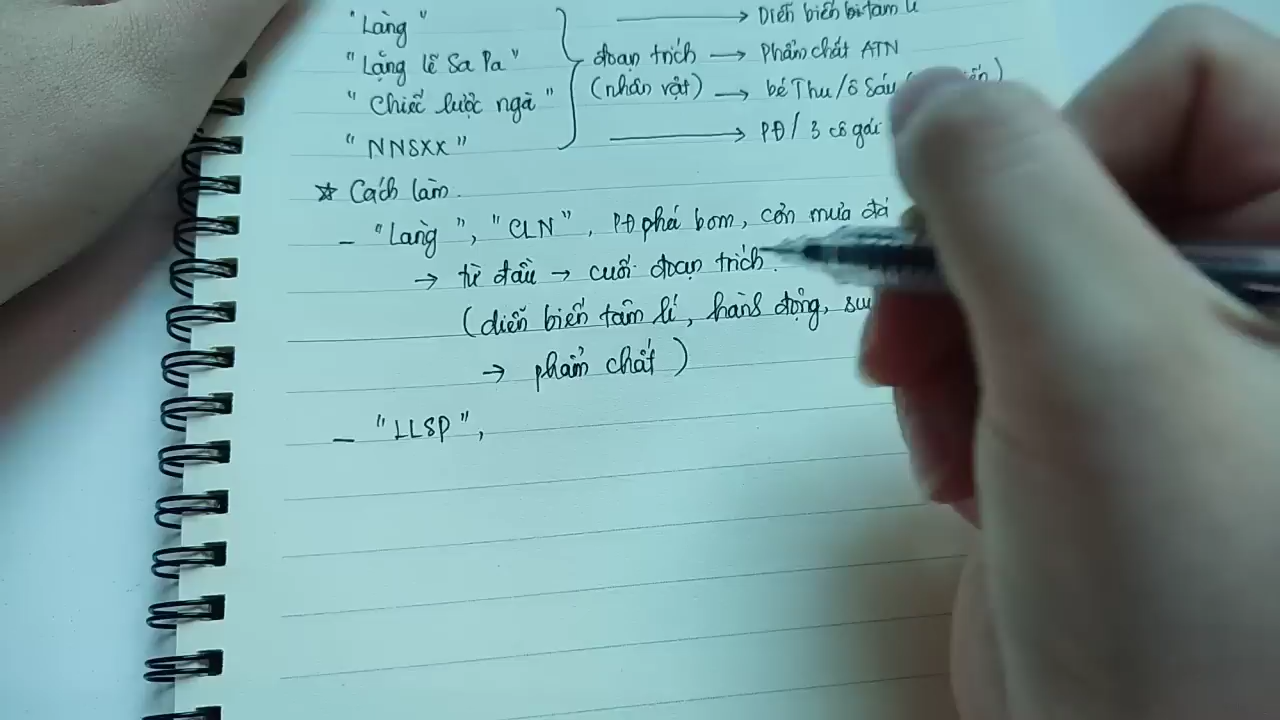 "Làng" → Diễn biến tâm lí
"Lặng lẽ Sa Pa" đoạn trích → Phẩm chất ATN
"Chiếc lược ngà" (nhân vật) → bé Thu/ô Sáu
"NNSXX" → PĐ/3 cô gái
☆ Cách làm.
- "Làng", "CLN", PĐ phá bom, cơn mưa đá
→ từ đầu → cuối đoạn trích.
(diễn biến tâm lí, hành động,
→ phẩm chất)
- "LLSP",